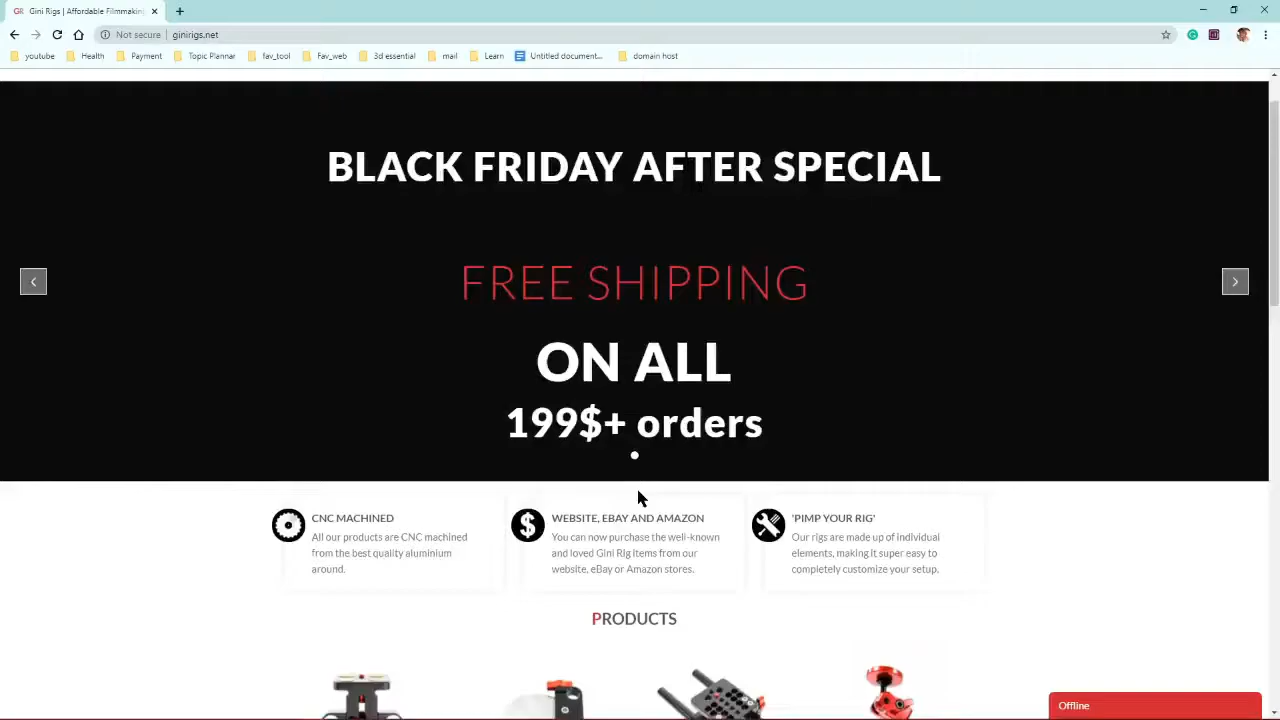 Gini Rigs | Affordable Filmmaking
Not secure | ginirigs.net
youtube Health Payment Topic Plannar fav_tool Fav_web 3d essential mail Learn Untitled document... domain host
BLACK FRIDAY AFTER SPECIAL
FREE SHIPPING
ON ALL
199$+ orders
CNC MACHINED
All our products are CNC machined
from the best quality aluminium
around.
WEBSITE, EBAY AND AMAZON
You can now purchase the well-known
and loved Gini Rig items from our
website, eBay or Amazon stores.
'PIMP YOUR RIG'
Our rigs are made up of individual
elements, making it super easy to
completely customize your setup.
PRODUCTS
Offline